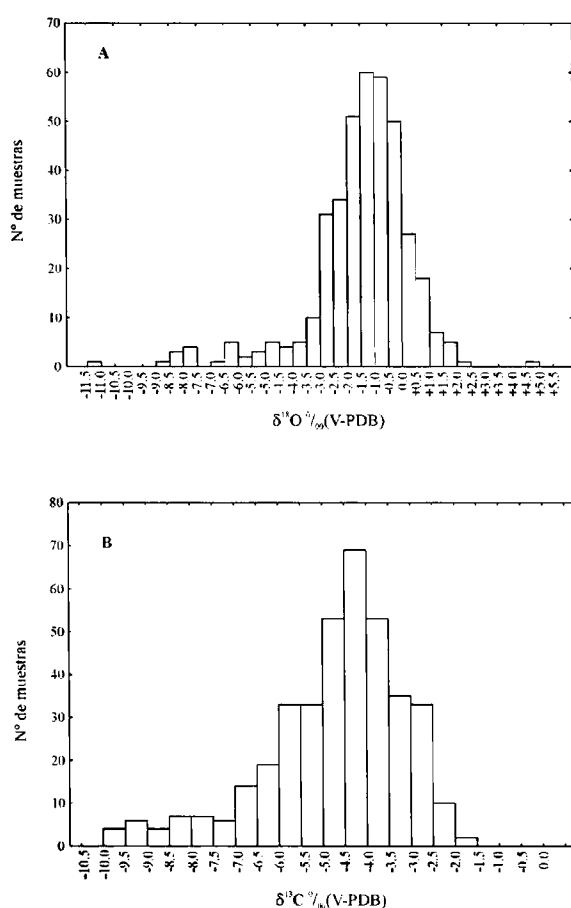 70
A
60
50
40
30
20
10
0
N° de muestras
-11.5 -11.0 -10.5 -10.0 -9.5 -9.0 -8.5 -8.0 -7.5 -7.0 -6.5 -6.0 -5.5 -5.0 -4.5 -4.0 -3.5 -3.0 -2.5 -2.0 -1.5 -1.0 -0.5 0.0 +0.5 +1.0 +1.5 +2.0 +2.5 +3.0 +3.5 +4.0 +4.5 +5.0 +5.5
δ¹⁸O ⁰/₀₀(V-PDB)
80
B
70
60
50
40
30
20
10
0
N° de muestras
-10.5 -10.0 -9.5 -9.0 -8.5 -8.0 -7.5 -7.0 -6.5 -6.0 -5.5 -5.0 -4.5 -4.0 -3.5 -3.0 -2.5 -2.0 -1.5 -1.0 0.0
δ¹³C ⁰/₀₀(V-PDB)